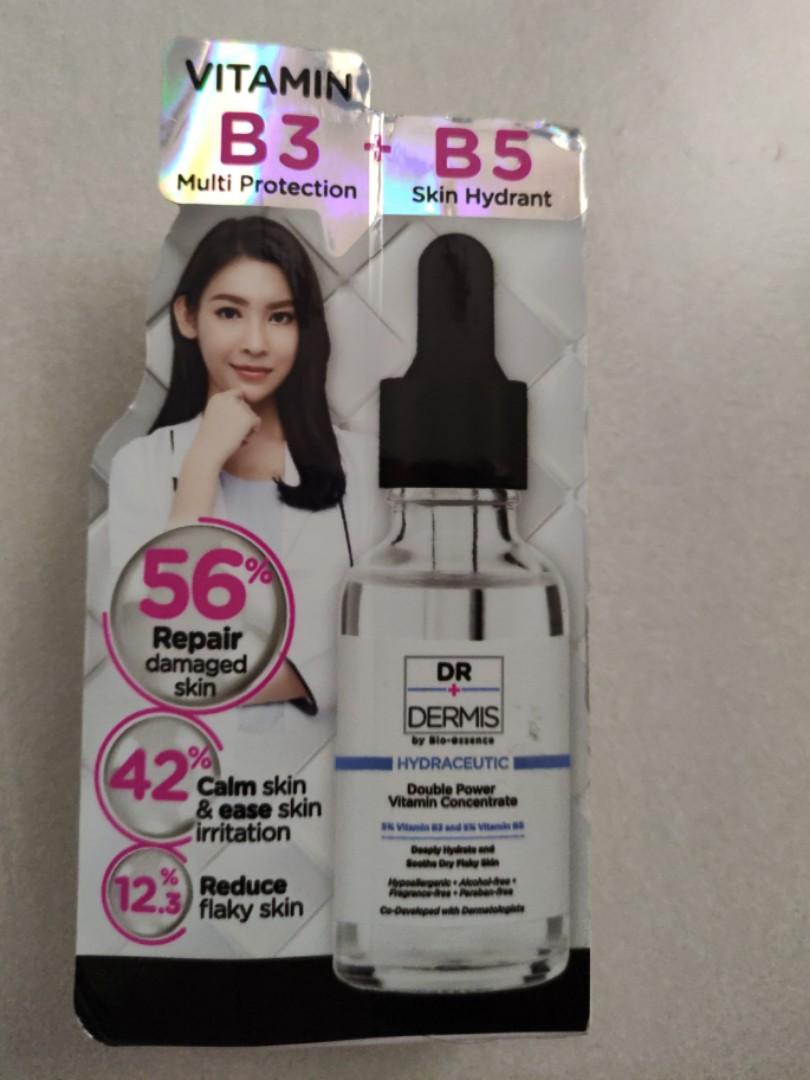 VITAMIN
B3 + B5
Multi Protection
Skin Hydrant
56%
Repair
damaged
skin
42%
Calm skin
& ease skin
irritation
12.3%
Reduce
flaky skin
DR
+
DERMIS
by Bio-essence
HYDRACEUTIC
Double Power
Vitamin Concentrate
5% Vitamin B3 and 5% Vitamin B5
Deeply Hydrate and
Soothe Dry Flaky Skin
Hypoallergenic + Alcohol-free +
Fragrance-free + Paraben-free
Co-Developed with Dermatologists